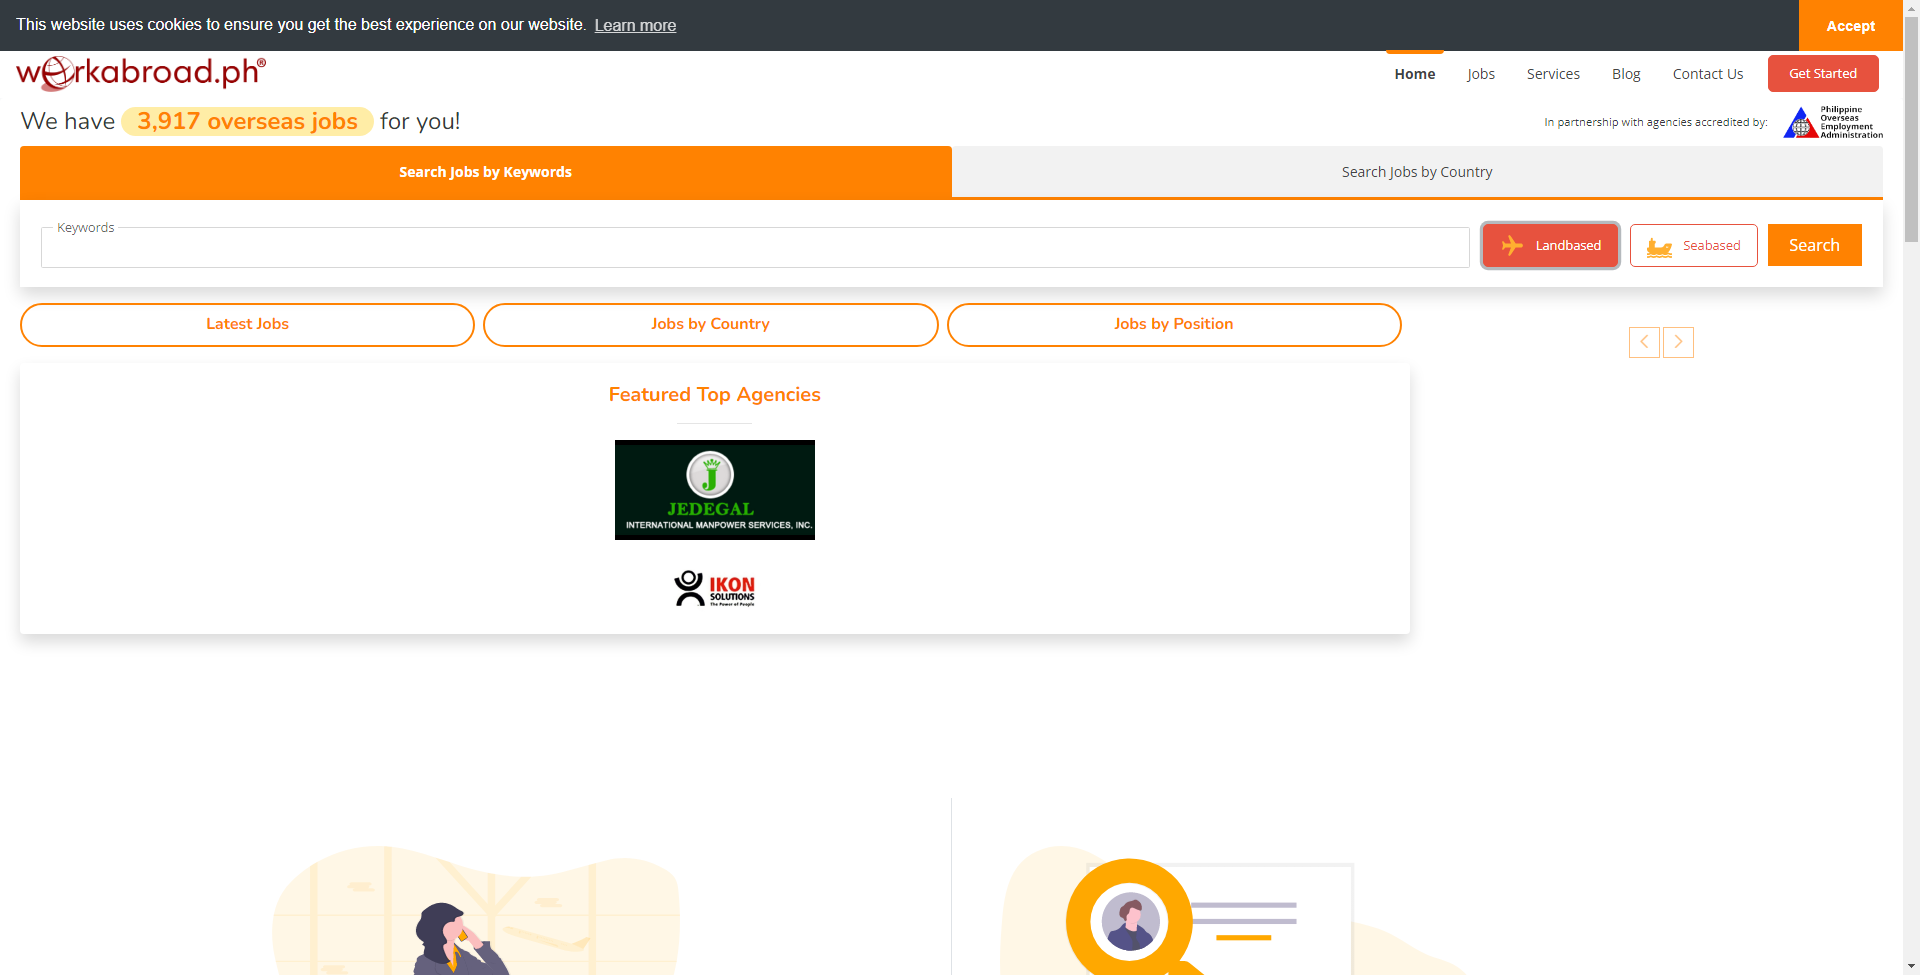 This website uses cookies to ensure you get the best experience on our website. Learn more
Accept
workabroad.ph®
Home
Jobs
Services
Blog
Contact Us
Get Started
We have 3,917 overseas jobs for you!
In partnership with agencies accredited by:
Philippine
Overseas
Employment
Administration
Search Jobs by Keywords
Search Jobs by Country
Keywords
Landbased
Seabased
Search
Latest Jobs
Jobs by Country
Jobs by Position
Featured Top Agencies
J
JEDEGAL
INTERNATIONAL MANPOWER SERVICES, INC.
IKON
SOLUTIONS
The Power of People